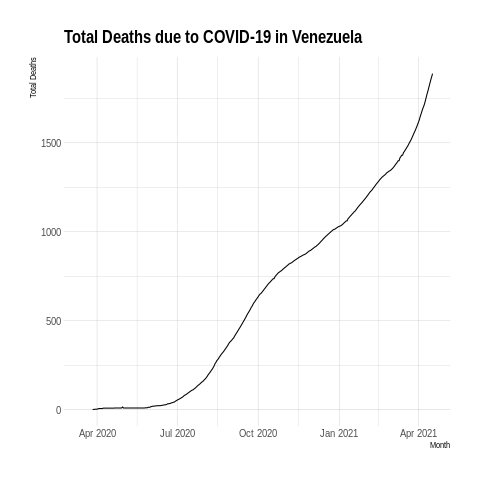 Total Deaths due to COVID-19 in Venezuela
Total Deaths
1500
1000
500
0
Apr 2020 Jul 2020 Oct 2020 Jan 2021 Apr 2021
Month